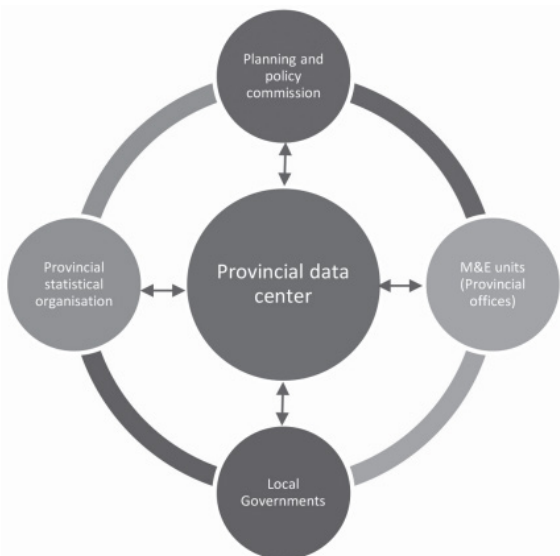 Planning and
policy
commission
Provincial
statistical
organisation
Provincial data
center
M&E units
(Provincial
offices)
Local
Governments